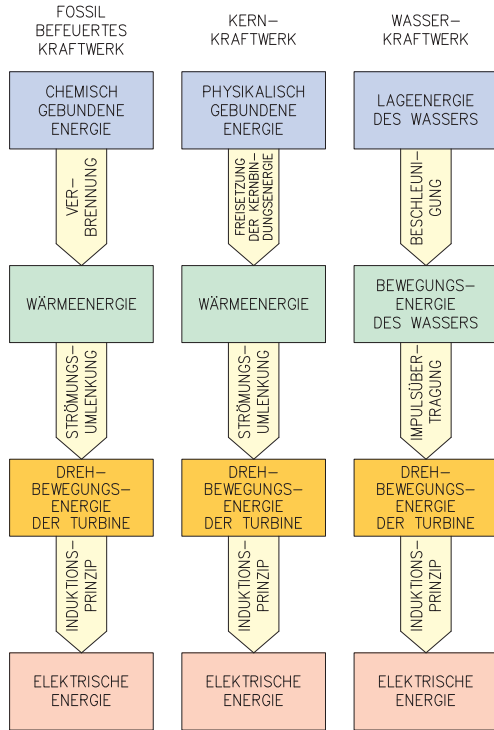 FOSSIL
BEFEUERTES
KRAFTWERK
CHEMISCH
GEBUNDENE
ENERGIE
VER-
BRENNUNG
WÄRMEENERGIE
STRÖMUNGS-
UMLENKUNG
DREH-
BEWEGUNGS-
ENERGIE
DER TURBINE
INDUKTIONS-
PRINZIP
ELEKTRISCHE
ENERGIE
KERN-
KRAFTWERK
PHYSIKALISCH
GEBUNDENE
ENERGIE
FREISETZUNG
DER KERNBIN-
DUNGSENERGIE
WÄRMEENERGIE
STRÖMUNGS-
UMLENKUNG
DREH-
BEWEGUNGS-
ENERGIE
DER TURBINE
INDUKTIONS-
PRINZIP
ELEKTRISCHE
ENERGIE
WASSER-
KRAFTWERK
LAGEENERGIE
DES WASSERS
BESCHLEUNI-
GUNG
BEWEGUNGS-
ENERGIE
DES WASSERS
IMPULSÜBER-
TRAGUNG
DREH-
BEWEGUNGS-
ENERGIE
DER TURBINE
INDUKTIONS-
PRINZIP
ELEKTRISCHE
ENERGIE